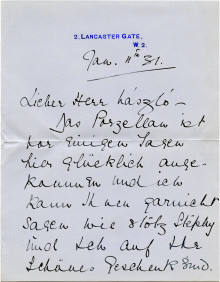 2, LANCASTER GATE,
W. 2.
Jan. 11th 31.
Lieber Herr László –
Das Porzellan ist
vor einigen Tagen
hier glücklich ange-
kommen und ich
kann Ihnen garnicht
sagen wie stolz Stephy
und ich auf Ihr
schönes Geschenk sind.